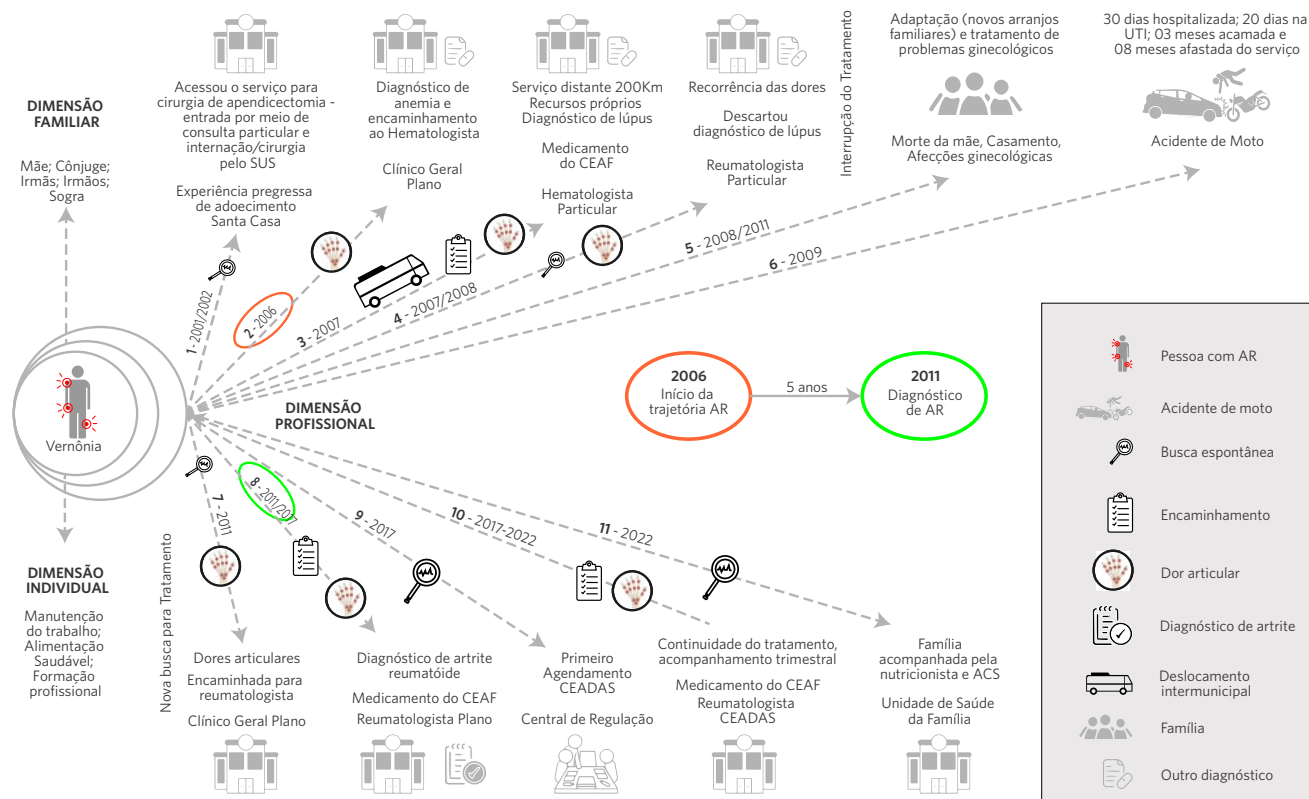 DIMENSÃO
FAMILIAR
Mãe; Cônjuge;
Irmãs; Irmãos;
Sogra
Acessou o serviço para
cirurgia de apendicectomia -
entrada por meio de
consulta particular e
internação/cirurgia
pelo SUS
Experiência pregressa
de adoecimento
Santa Casa
Diagnóstico de
anemia e
encaminhamento
ao Hematologista
Clínico Geral
Plano
Serviço distante 200Km
Recursos próprios
Diagnóstico de lúpus
Medicamento
do CEAF
Hematologista
Particular
Recorrência das dores
Descartou
diagnóstico de lúpus
Reumatologista
Particular
Interrupção do Tratamento
Adaptação (novos arranjos
familiares) e tratamento de
problemas ginecológicos
Morte da mãe, Casamento,
Afecções ginecológicas
30 dias hospitalizada; 20 dias na
UTI; 03 meses acamada e
08 meses afastada do serviço
Acidente de Moto
1 - 2001/2002
2 - 2006
3 - 2007
4 - 2007/2008
5 - 2008/2011
6 - 2009
Vernônia
DIMENSÃO
PROFISSIONAL
2006
Início da
trajetória AR
5 anos
2011
Diagnóstico
de AR
7 - 2011
8 - 2011/2017
9 - 2017
10 - 2017-2022
11 - 2022
DIMENSÃO
INDIVIDUAL
Manutenção
do trabalho;
Alimentação
Saudável;
Formação
profissional
Nova busca para Tratamento
Dores articulares
Encaminhada para
reumatologista
Clínico Geral Plano
Diagnóstico de artrite
reumatóide
Medicamento do CEAF
Reumatologista Plano
Primeiro
Agendamento
CEADAS
Central de Regulação
Continuidade do tratamento,
acompanhamento trimestral
Medicamento do CEAF
Reumatologista
CEADAS
Família
acompanhada pela
nutricionista e ACS
Unidade de Saúde
da Família
Pessoa com AR
Acidente de moto
Busca espontânea
Encaminhamento
Dor articular
Diagnóstico de artrite
Deslocamento
intermunicipal
Família
Outro diagnóstico